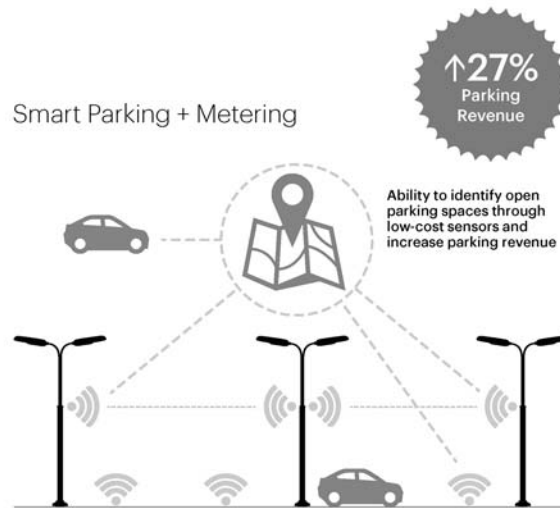 ↑27%
Parking
Revenue
Smart Parking + Metering
Ability to identify open
parking spaces through
low-cost sensors and
increase parking revenue